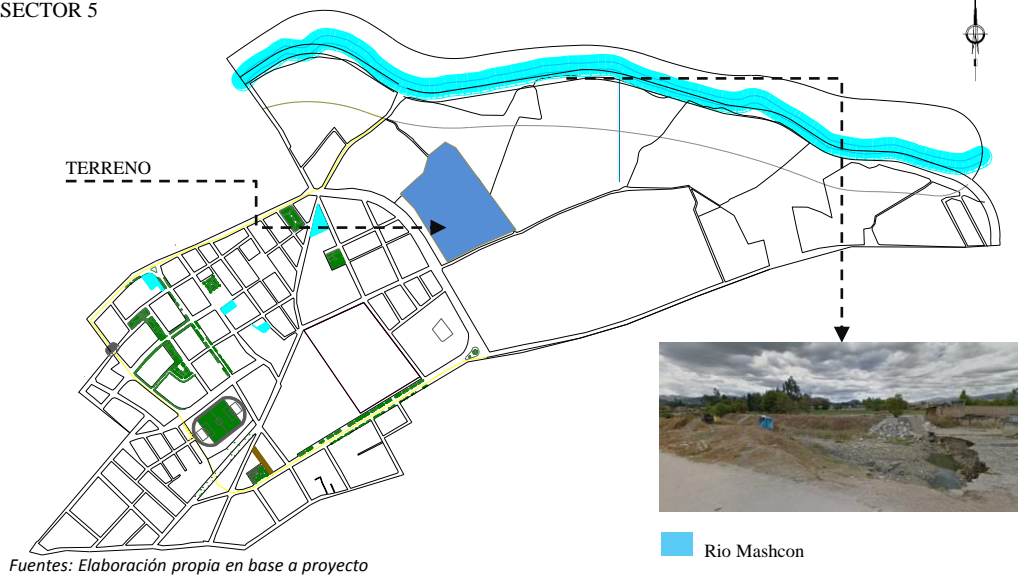 SECTOR 5
TERRENO
Rio Mashcon
Fuentes: Elaboración propia en base a proyecto